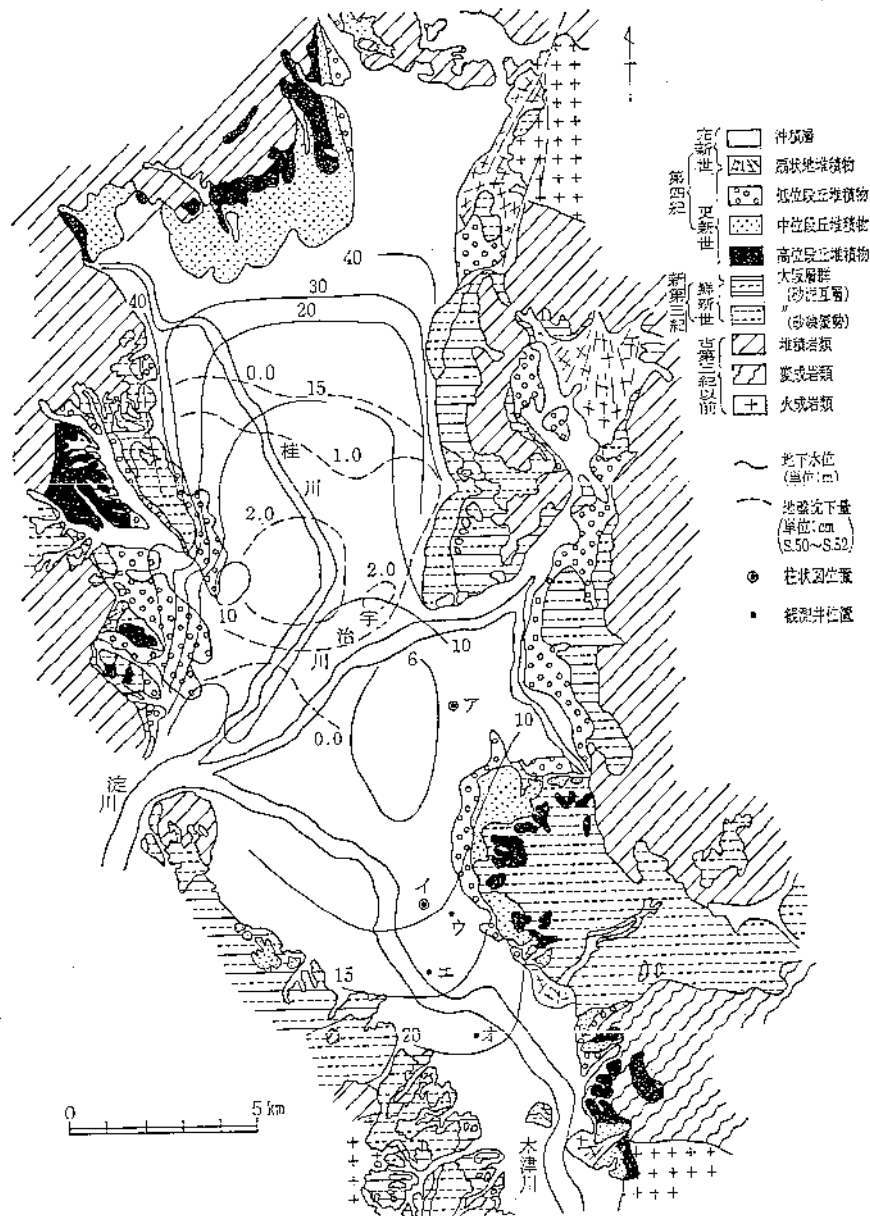 沖積層
扇状地堆積物
低位段丘堆積物
中位段丘堆積物
高位段丘堆積物
大阪層群
(砂泥互層)
〃
(砂礫優勢)
堆積岩類
変成岩類
火成岩類
完新世
更新世
第四紀
鮮新世
新第三紀
古第三紀以前
地下水位
(単位:m)
地盤沈下量
(単位:cm
S.50~S.52)
柱状図位置
観測井位置
40
30
40
20
0.0
15
桂川
1.0
2.0
2.0
10
宇治川
10
6
ア
0.0
10
淀川
イ
ウ
15
エ
20
オ
0
5km
木津川